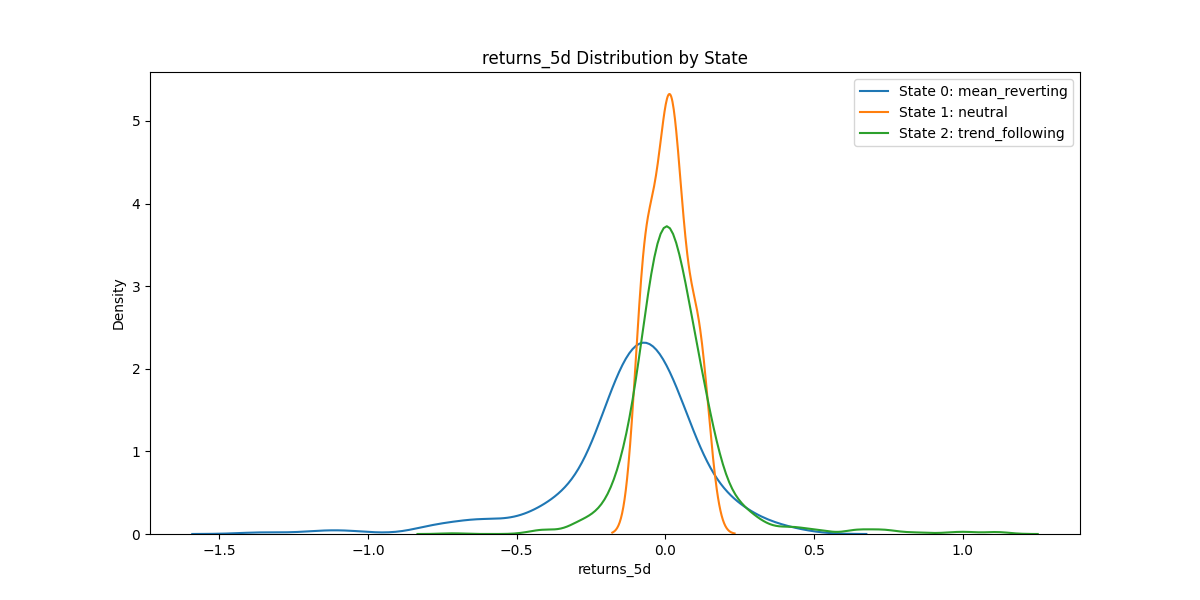 returns_5d Distribution by State
State 0: mean_reverting
State 1: neutral
State 2: trend_following
Density
5
4
3
2
1
0
−1.5
−1.0
−0.5
0.0
0.5
1.0
returns_5d